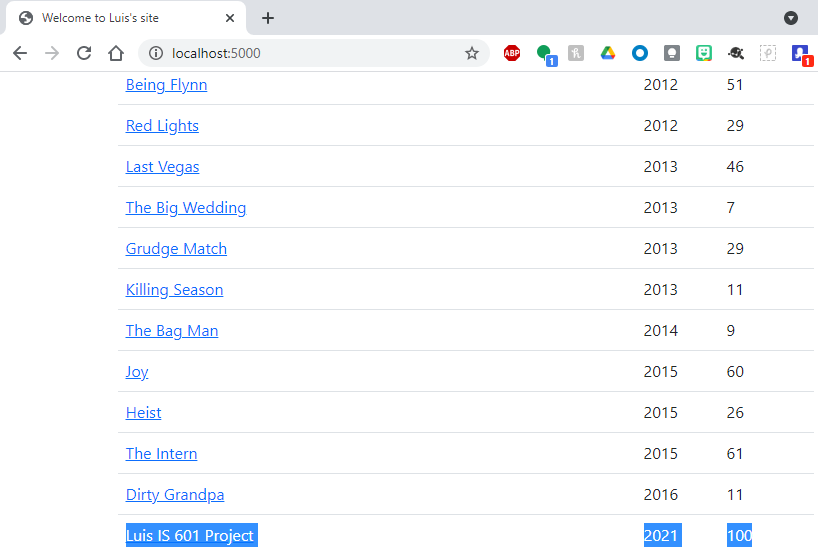 Welcome to Luis's site
localhost:5000
ABP
1
1
Being Flynn 2012 51
Red Lights 2012 29
Last Vegas 2013 46
The Big Wedding 2013 7
Grudge Match 2013 29
Killing Season 2013 11
The Bag Man 2014 9
Joy 2015 60
Heist 2015 26
The Intern 2015 61
Dirty Grandpa 2016 11
Luis IS 601 Project 2021 100